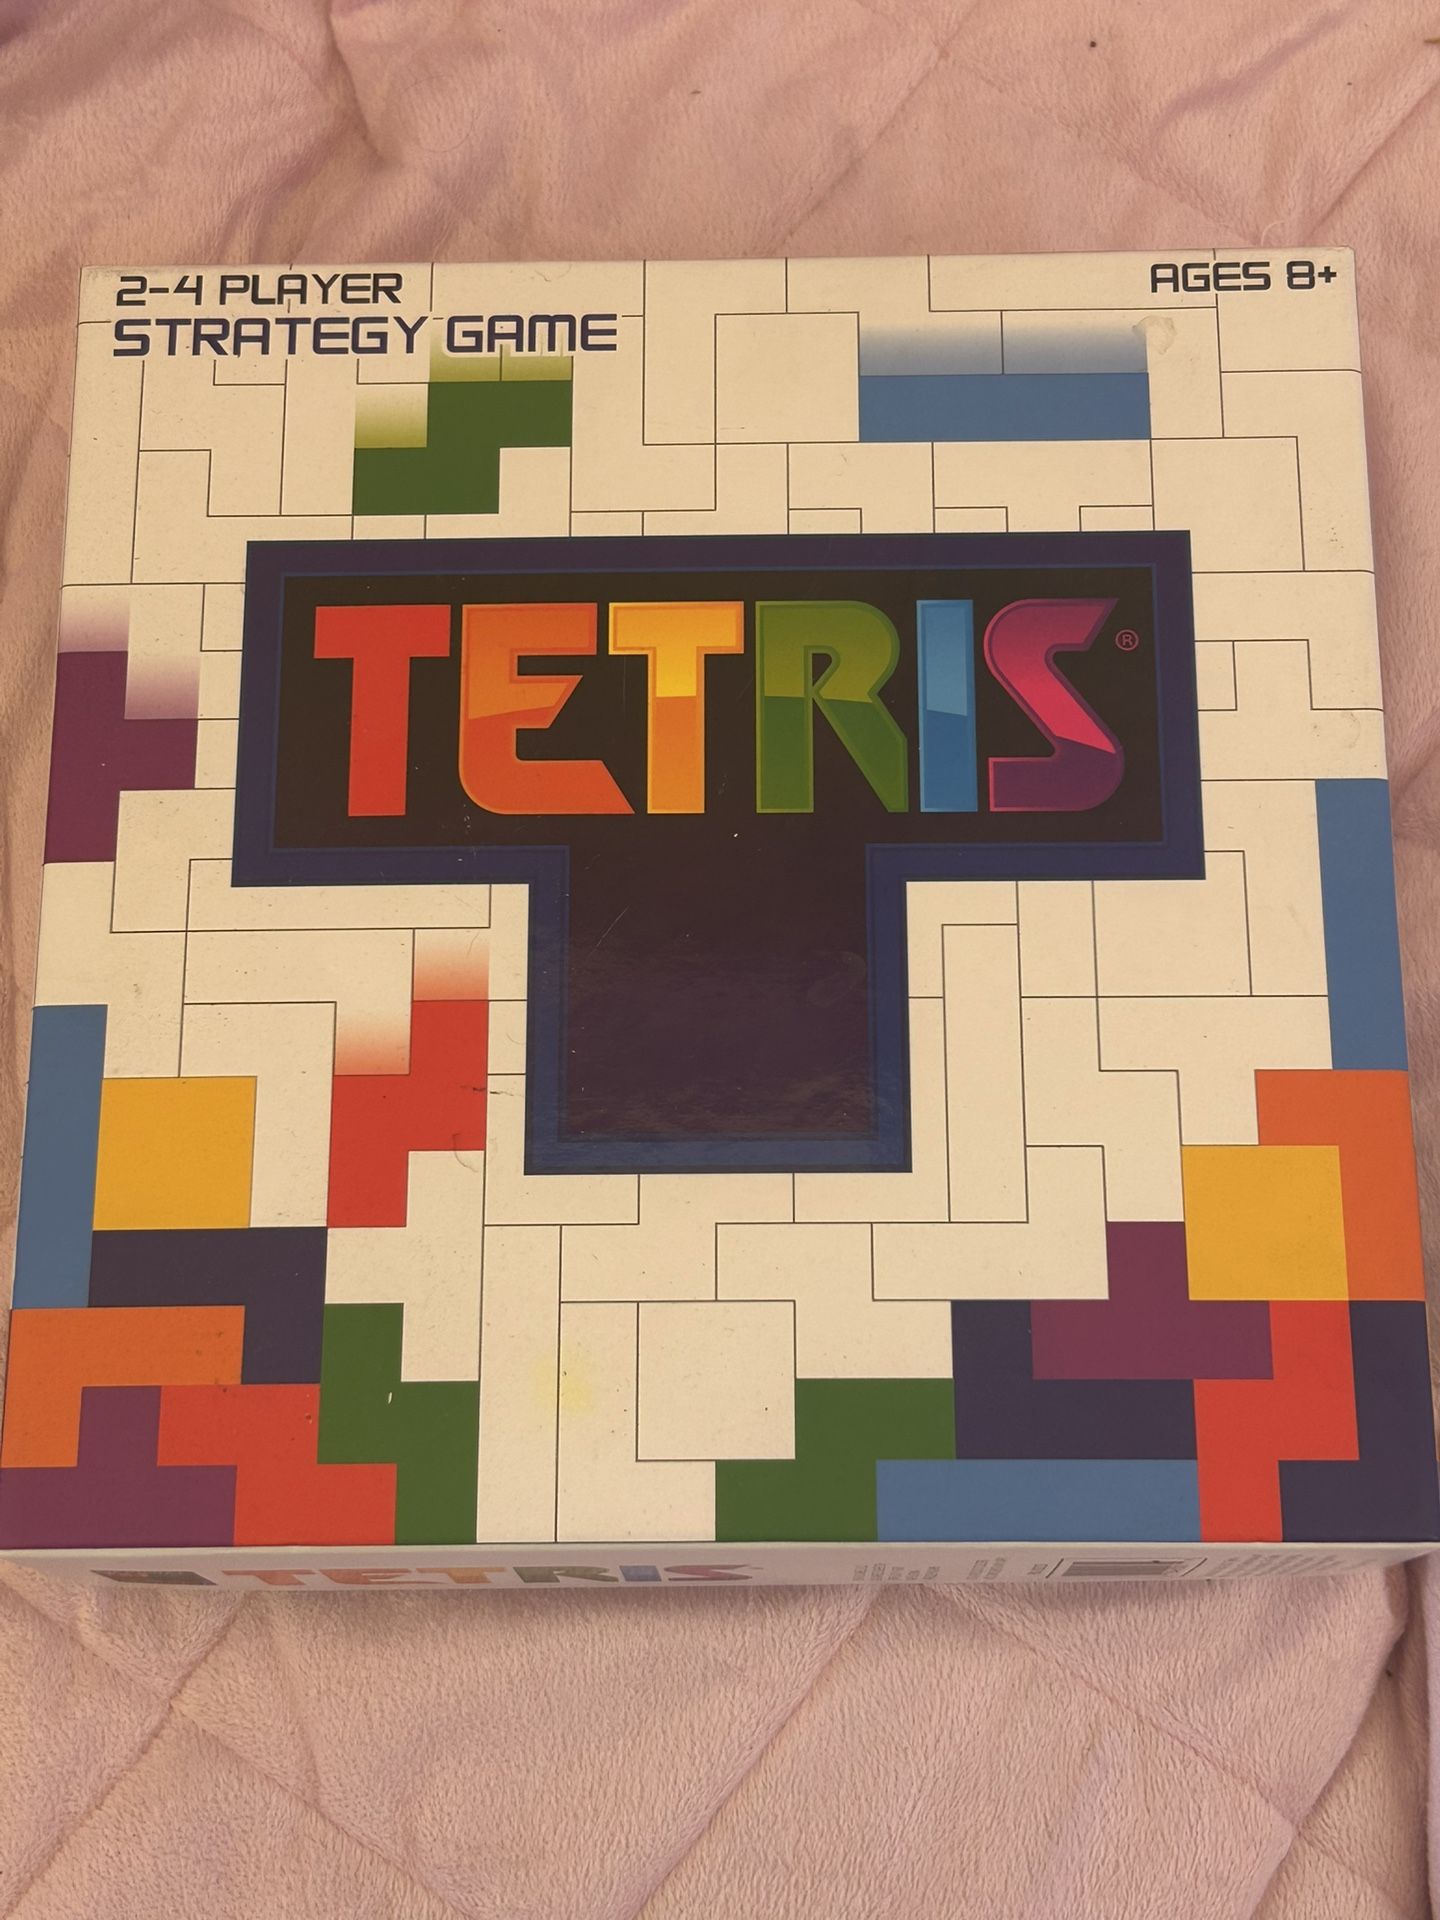 2-4 PLAYER
AGES 8+
STRATEGY GAME
TETRIS®
TETRIS